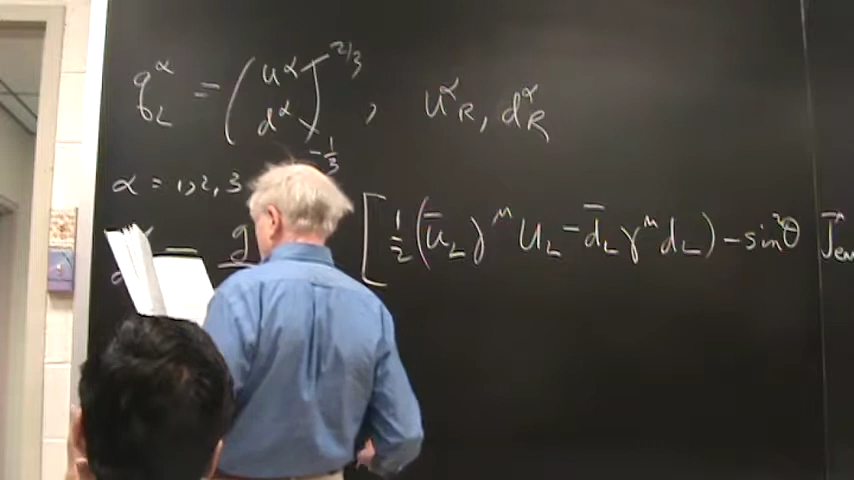 q_L^α = (u^α d^α) 2/3 -1/3 , u_R^α, d_R^α
α = 1,2,3
g [ 1/2 (ū_L γ^μ u_L - d̄_L γ^μ d_L) - sin²θ J_em^μ